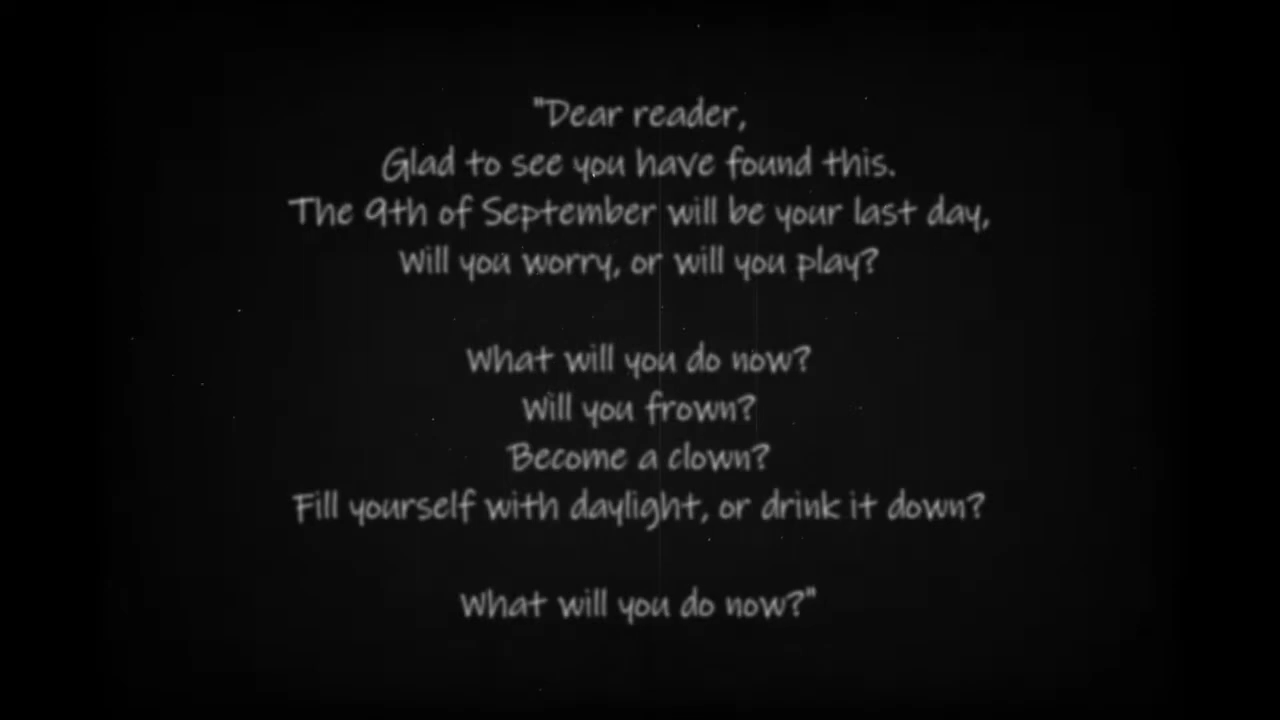 "Dear reader,
Glad to see you have found this.
The 9th of September will be your last day,
Will you worry, or will you play?
What will you do now?
Will you frown?
Become a clown?
Fill yourself with daylight, or drink it down?
What will you do now?"